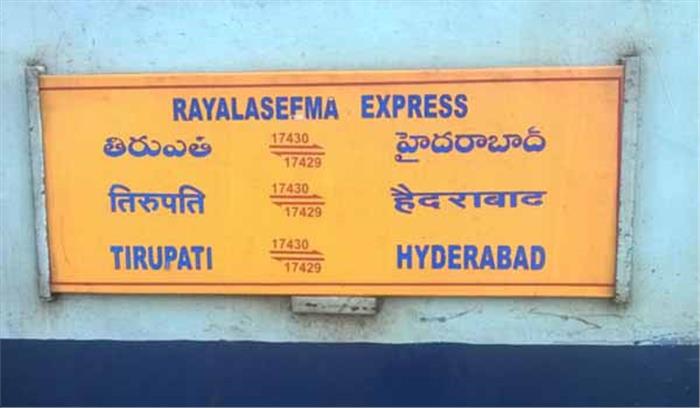 RAYALASEEMA EXPRESS
తిరుపతి 17430 17429 హైదరాబాద్
तिरुपति 17430 17429 हैदराबाद
TIRUPATI 17430 17429 HYDERABAD